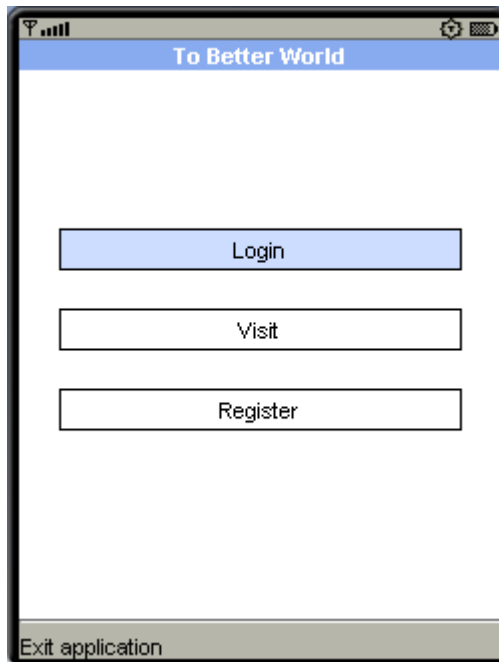 To Better World
Login
Visit
Register
Exit application